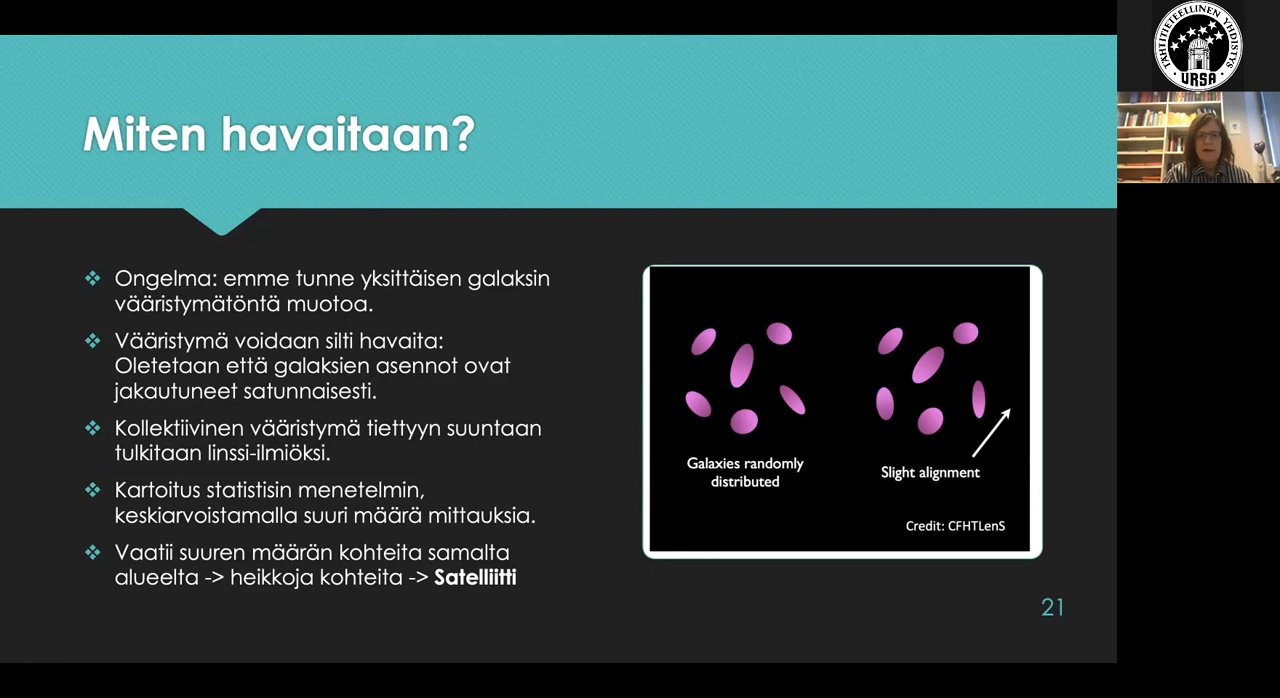 Miten havaitaan?
Ongelma: emme tunne yksittäisen galaksin
vääristymätöntä muotoa.
Vääristymä voidaan silti havaita:
Oletetaan että galaksien asennot ovat
jakautuneet satunnaisesti.
Kollektiivinen vääristymä tiettyyn suuntaan
tulkitaan linssi-ilmiöksi.
Kartoitus statistisin menetelmin,
keskiarvoistamalla suuri määrä mittauksia.
Vaatii suuren määrän kohteita samalta
alueelta -> heikkoja kohteita -> Satelliitti
Galaxies randomly
distributed
Slight alignment
Credit: CFHTLenS
21
TÄHTITIETEELLINEN YHDISTYS
URSA